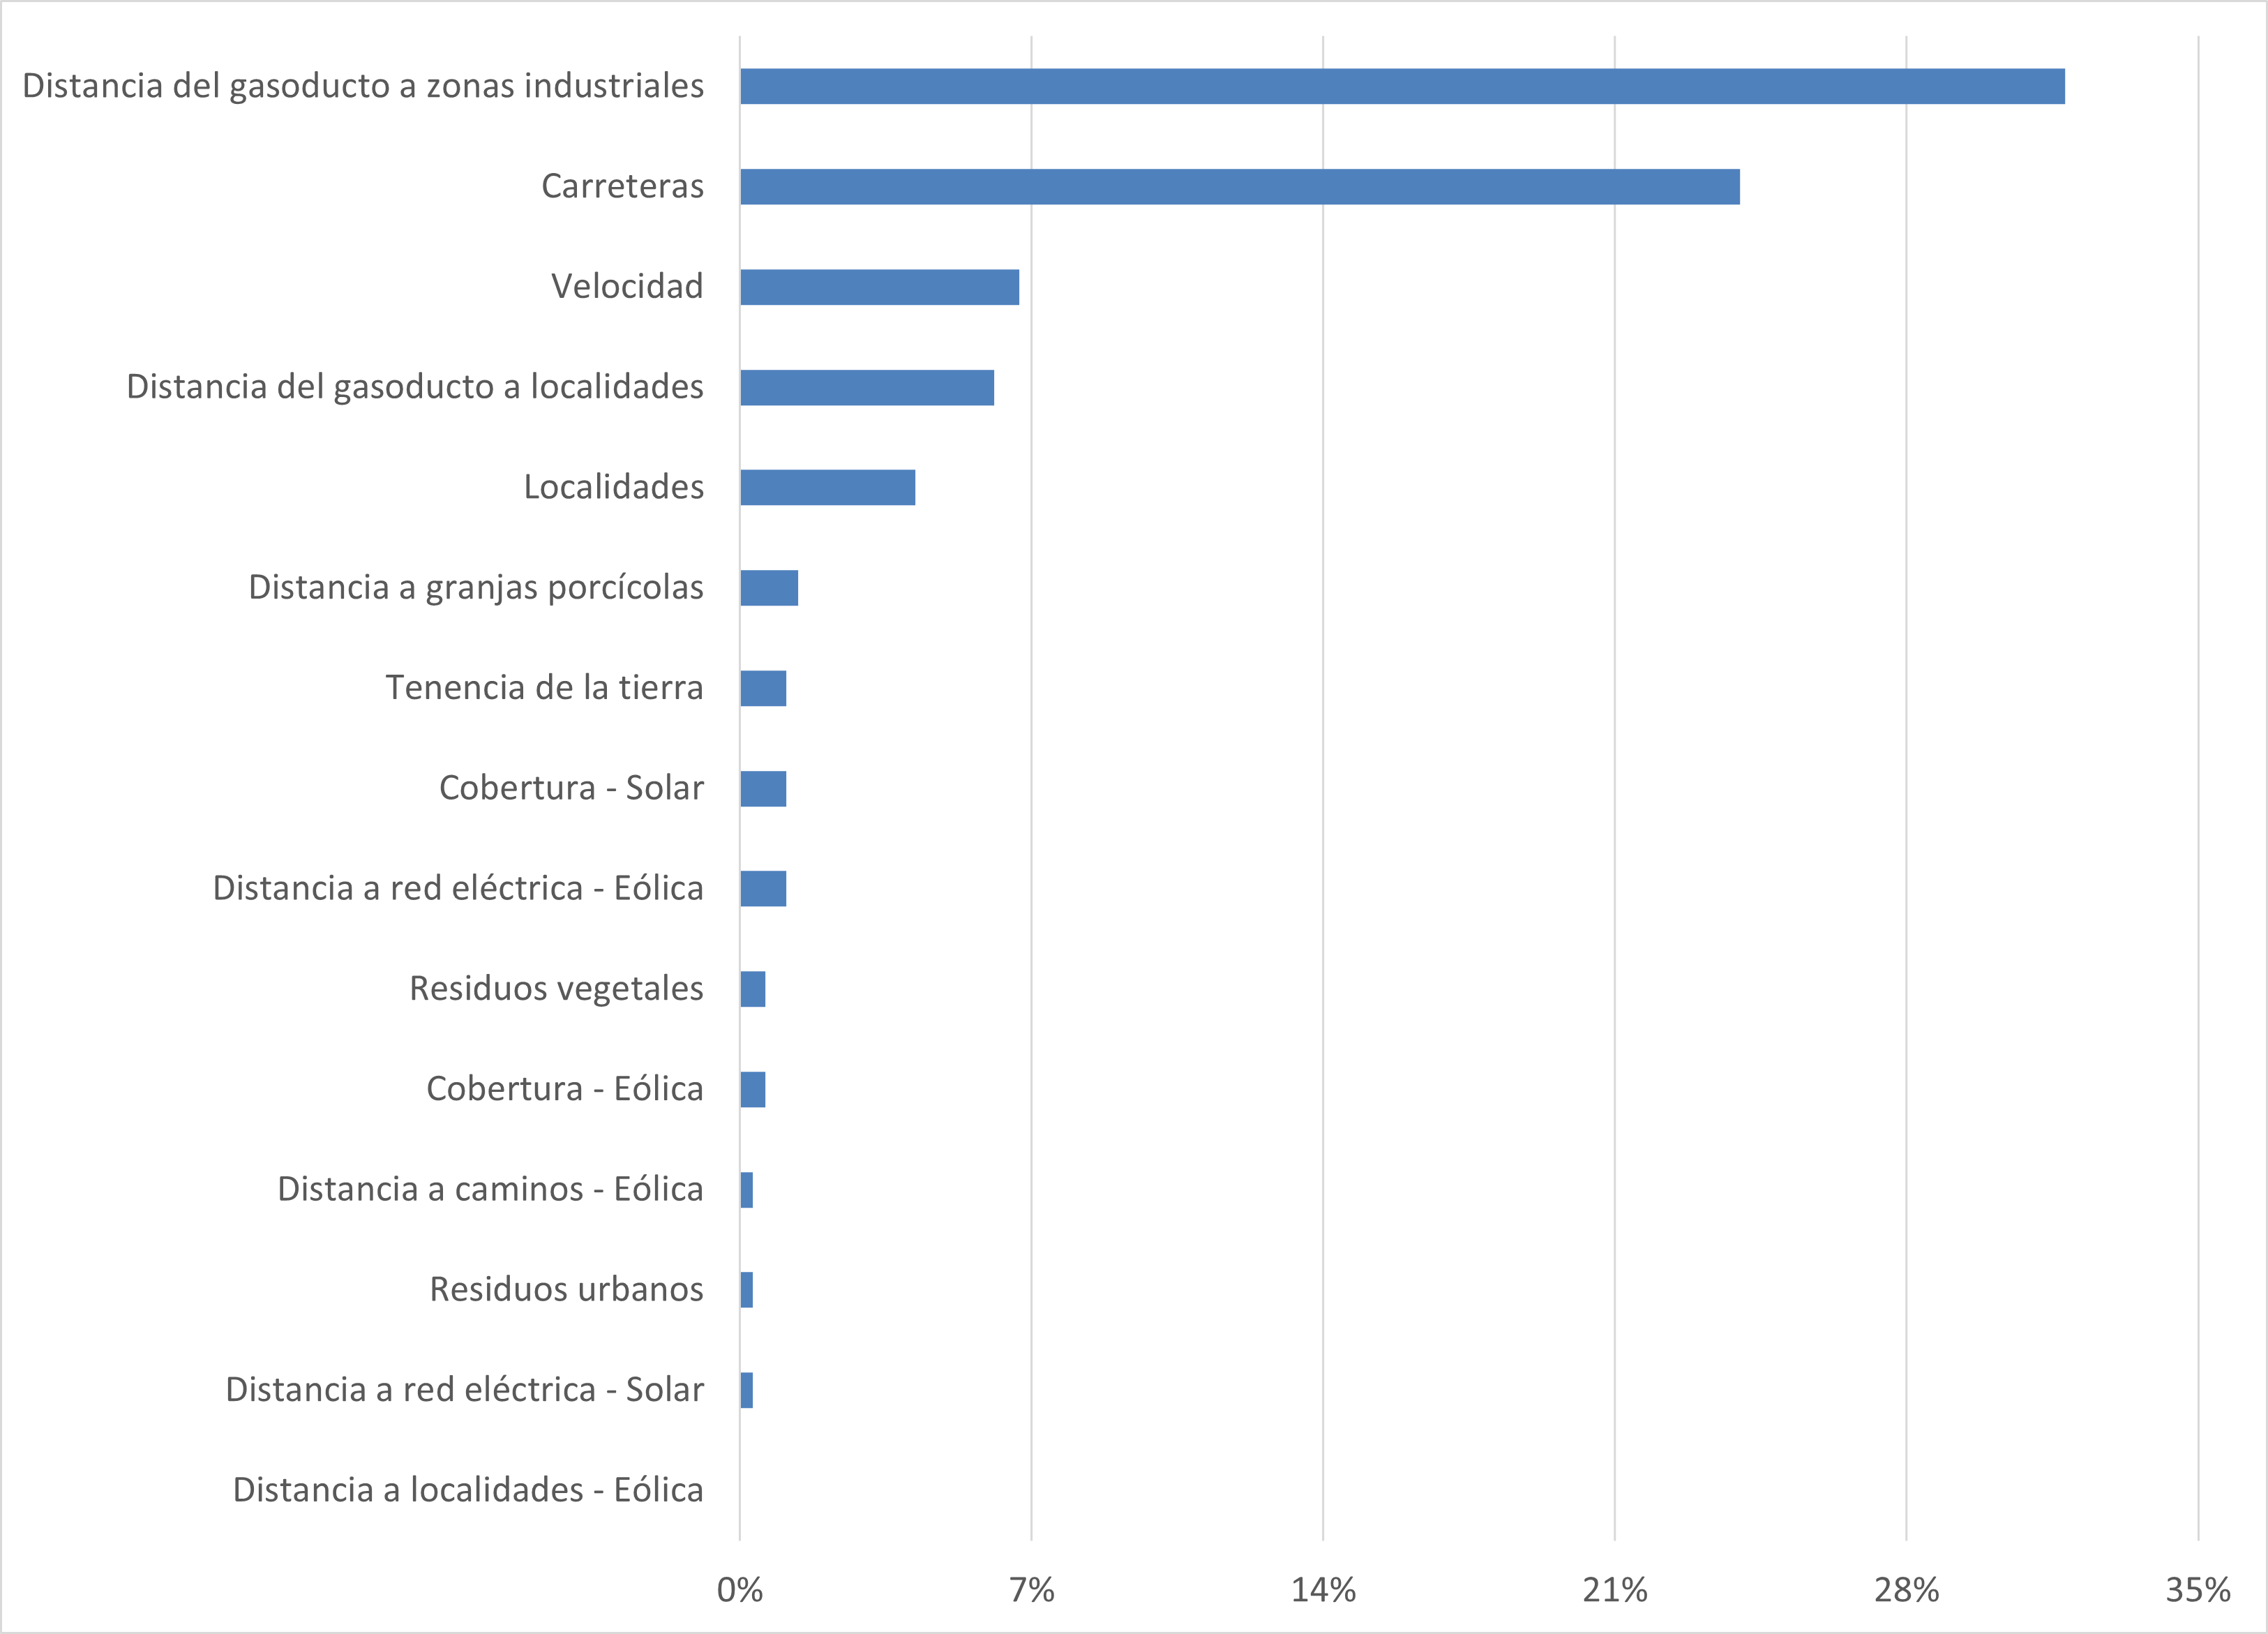 Distancia del gasoducto a zonas industriales
Carreteras
Velocidad
Distancia del gasoducto a localidades
Localidades
Distancia a granjas porcícolas
Tenencia de la tierra
Cobertura - Solar
Distancia a red eléctrica - Eólica
Residuos vegetales
Cobertura - Eólica
Distancia a caminos - Eólica
Residuos urbanos
Distancia a red eléctrica - Solar
Distancia a localidades - Eólica
0% 7% 14% 21% 28% 35%